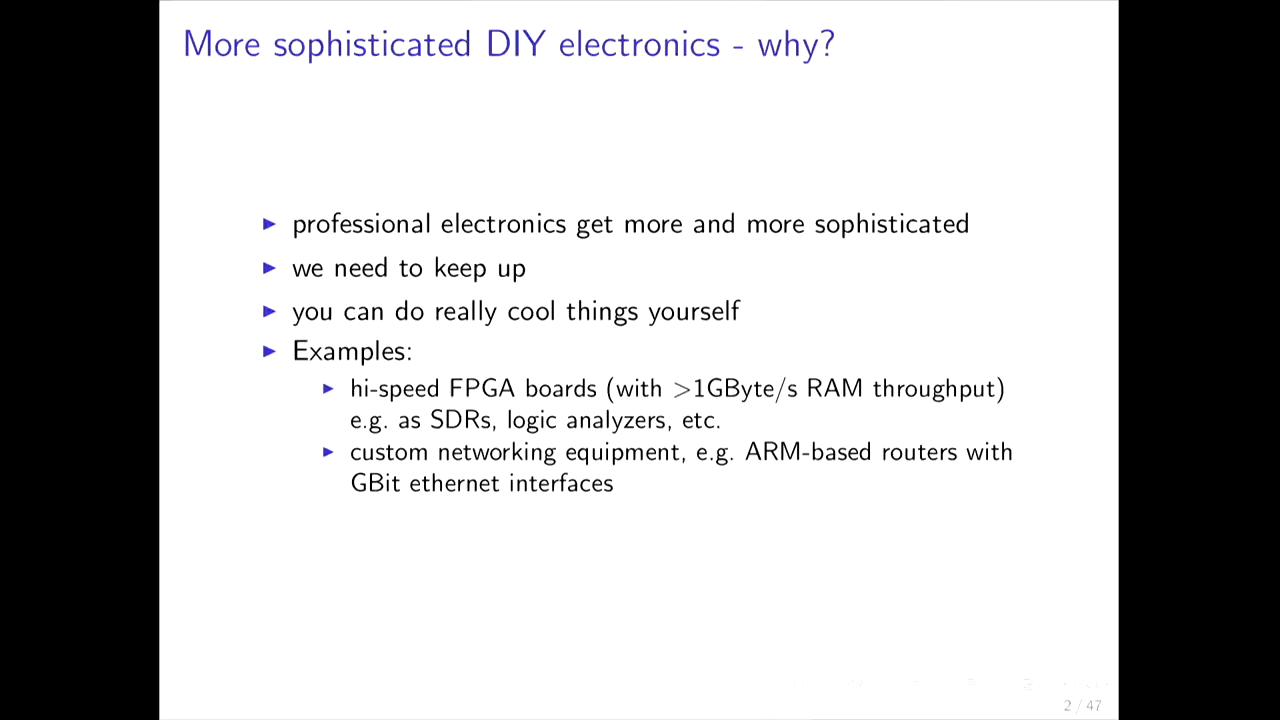 More sophisticated DIY electronics - why?
professional electronics get more and more sophisticated
we need to keep up
you can do really cool things yourself
Examples:
hi-speed FPGA boards (with >1GByte/s RAM throughput)
e.g. as SDRs, logic analyzers, etc.
custom networking equipment, e.g. ARM-based routers with
GBit ethernet interfaces
2 / 47